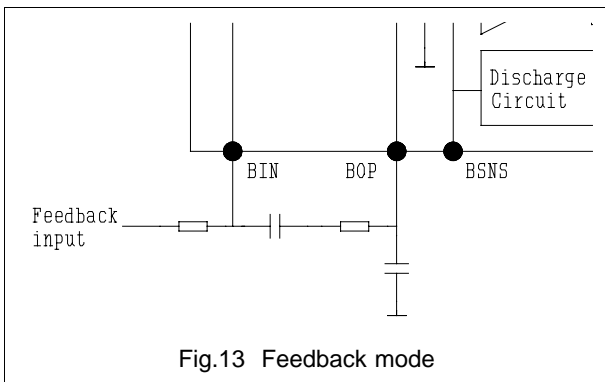 Discharge
Circuit
BIN BOP BSNS
Feedback
input
Fig.13 Feedback mode